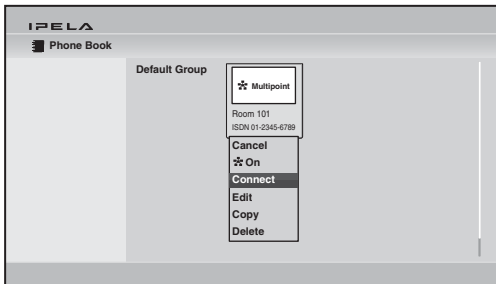 IPELA
Phone Book
Default Group
Multipoint
Room 101
ISDN 01-2345-6789
Cancel
On
Connect
Edit
Copy
Delete